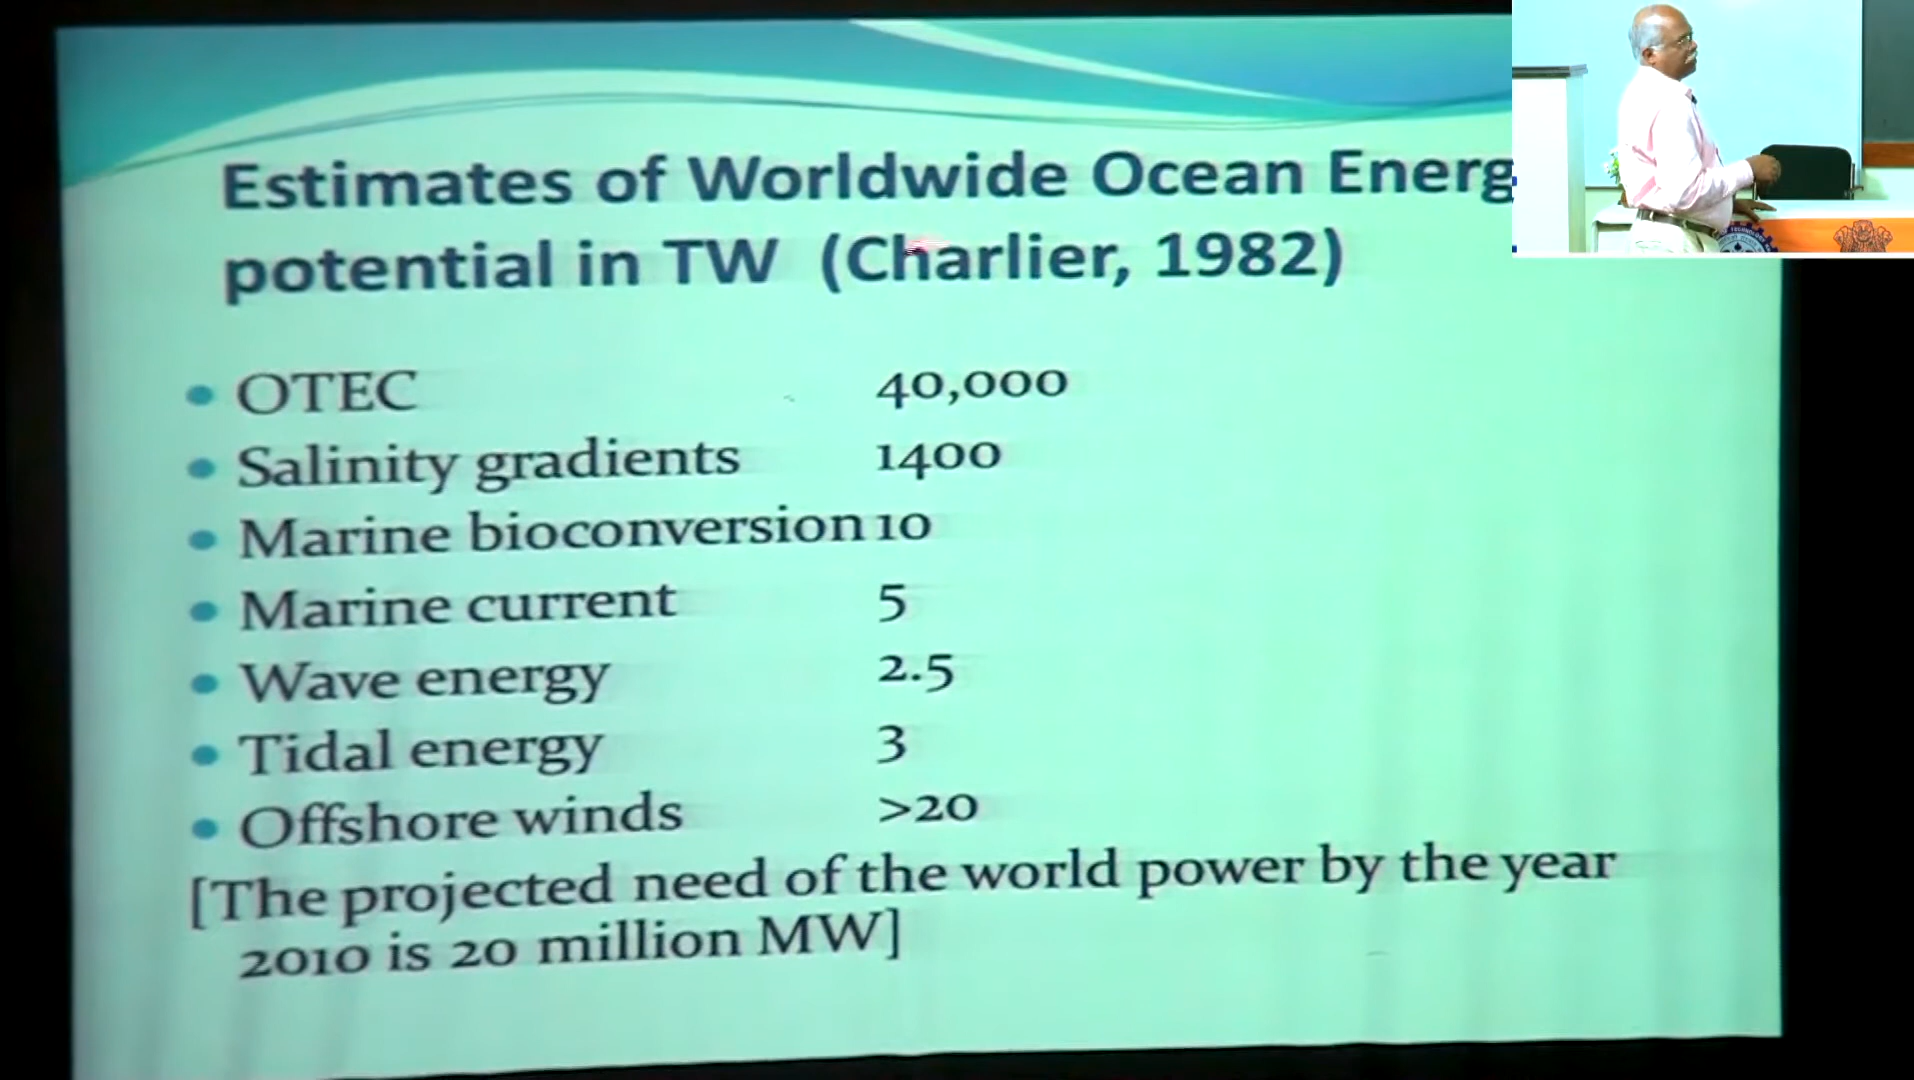 Estimates of Worldwide Ocean Energ
potential in TW (Charlier, 1982)
• OTEC 40,000
• Salinity gradients 1400
• Marine bioconversion 10
• Marine current 5
• Wave energy 2.5
• Tidal energy 3
• Offshore winds >20
[The projected need of the world power by the year
2010 is 20 million MW]